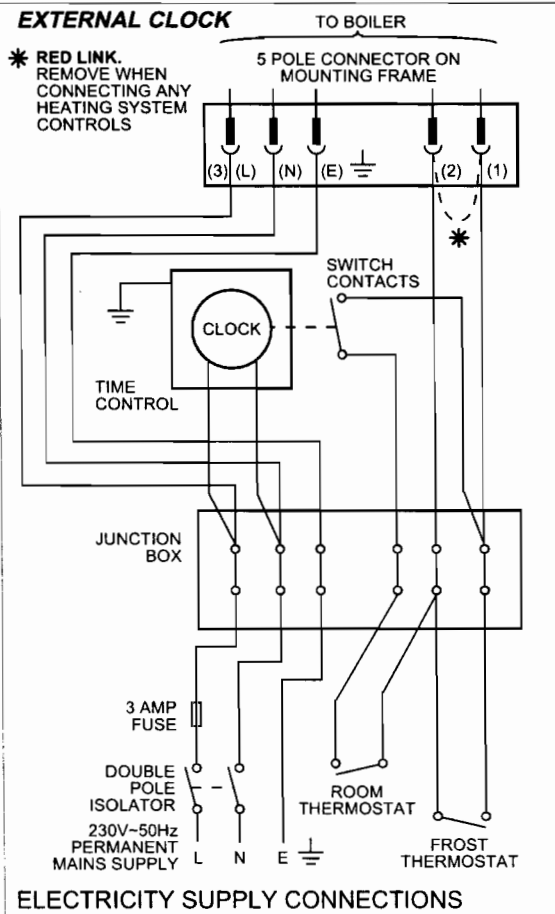 EXTERNAL CLOCK
TO BOILER
✱ RED LINK.
REMOVE WHEN
CONNECTING ANY
HEATING SYSTEM
CONTROLS
5 POLE CONNECTOR ON
MOUNTING FRAME
(3) (L) (N) (E) (2) (1)
✱
SWITCH
CONTACTS
CLOCK
TIME
CONTROL
JUNCTION
BOX
3 AMP
FUSE
DOUBLE
POLE
ISOLATOR
ROOM
THERMOSTAT
230V~50Hz
PERMANENT
MAINS SUPPLY
L N E
FROST
THERMOSTAT
ELECTRICITY SUPPLY CONNECTIONS